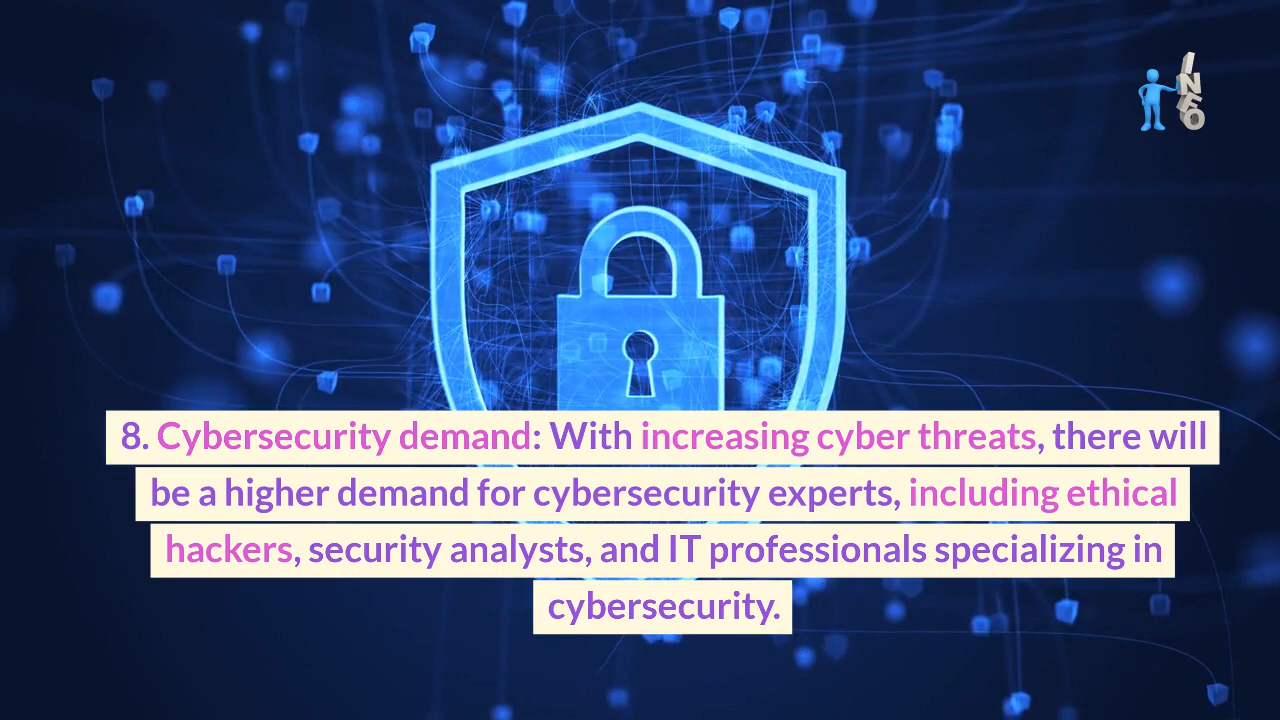 INFO
8. Cybersecurity demand: With increasing cyber threats, there will
be a higher demand for cybersecurity experts, including ethical
hackers, security analysts, and IT professionals specializing in
cybersecurity.